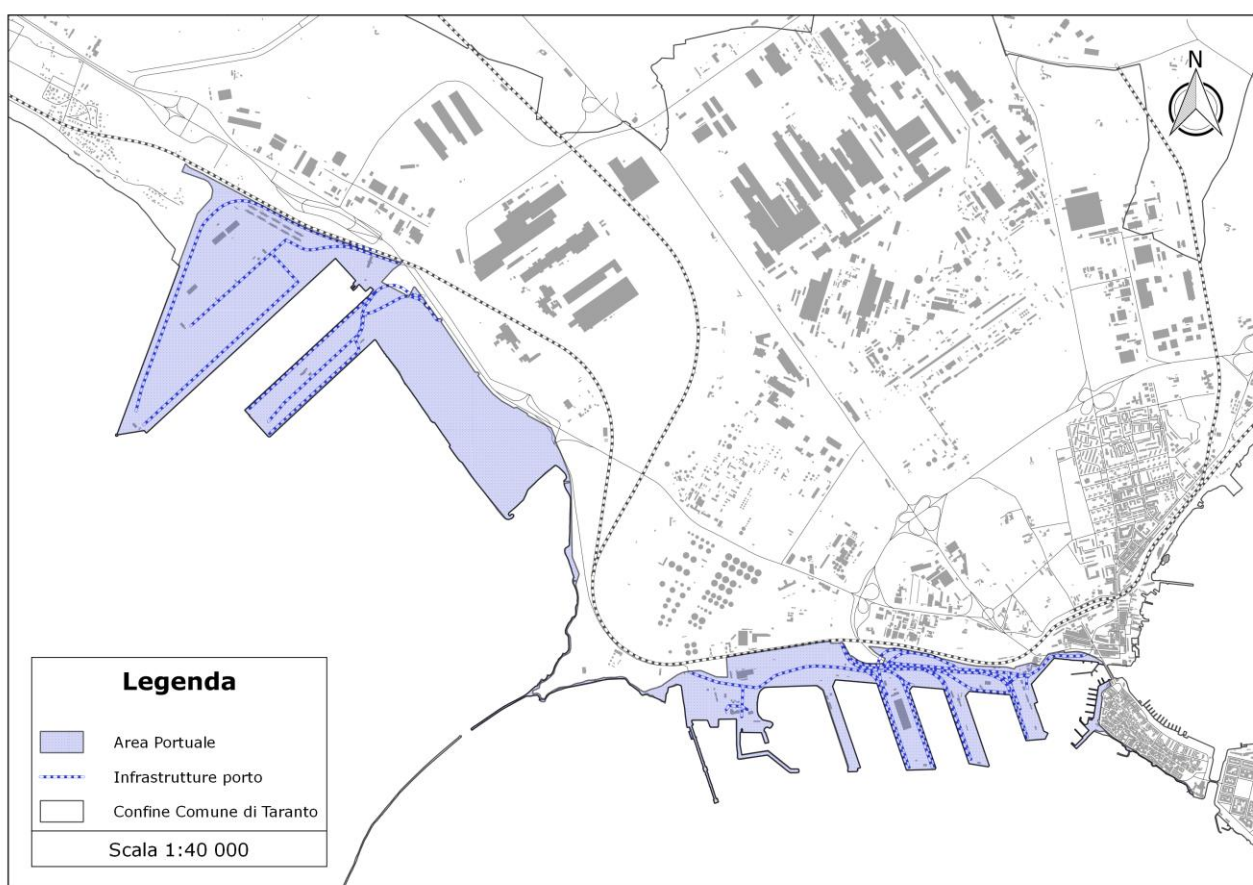 N
Legenda
Area Portuale
Infrastrutture porto
Confine Comune di Taranto
Scala 1:40 000